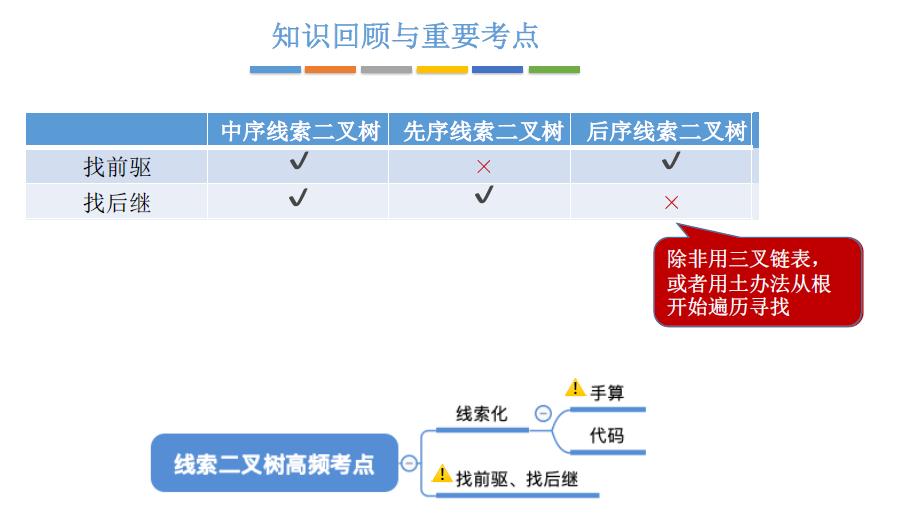 知识回顾与重要考点
中序线索二叉树 先序线索二叉树 后序线索二叉树
找前驱 ✔ × ✔
找后继 ✔ ✔ ×
除非用三叉链表，
或者用土办法从根
开始遍历寻找
手算
线索化
代码
线索二叉树高频考点
找前驱、找后继